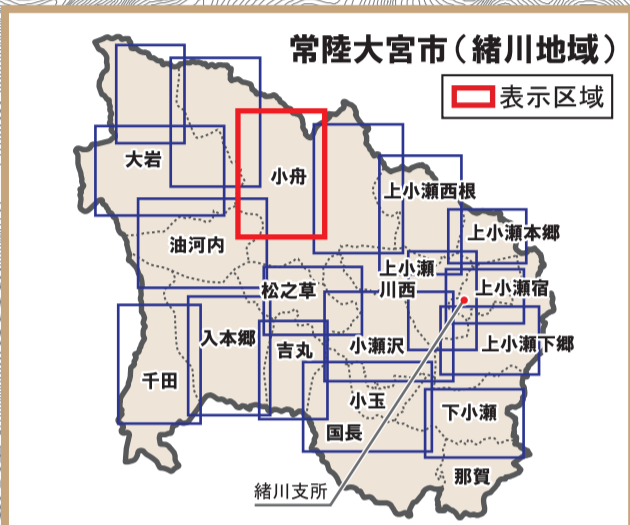 常陸大宮市（緒川地域）
表示区域
大岩
小舟
上小瀬西根
上小瀬本郷
油河内
上小瀬
川西
上小瀬宿
松之草
入本郷
吉丸
小瀬沢
上小瀬下郷
千田
小玉
下小瀬
国長
那賀
緒川支所